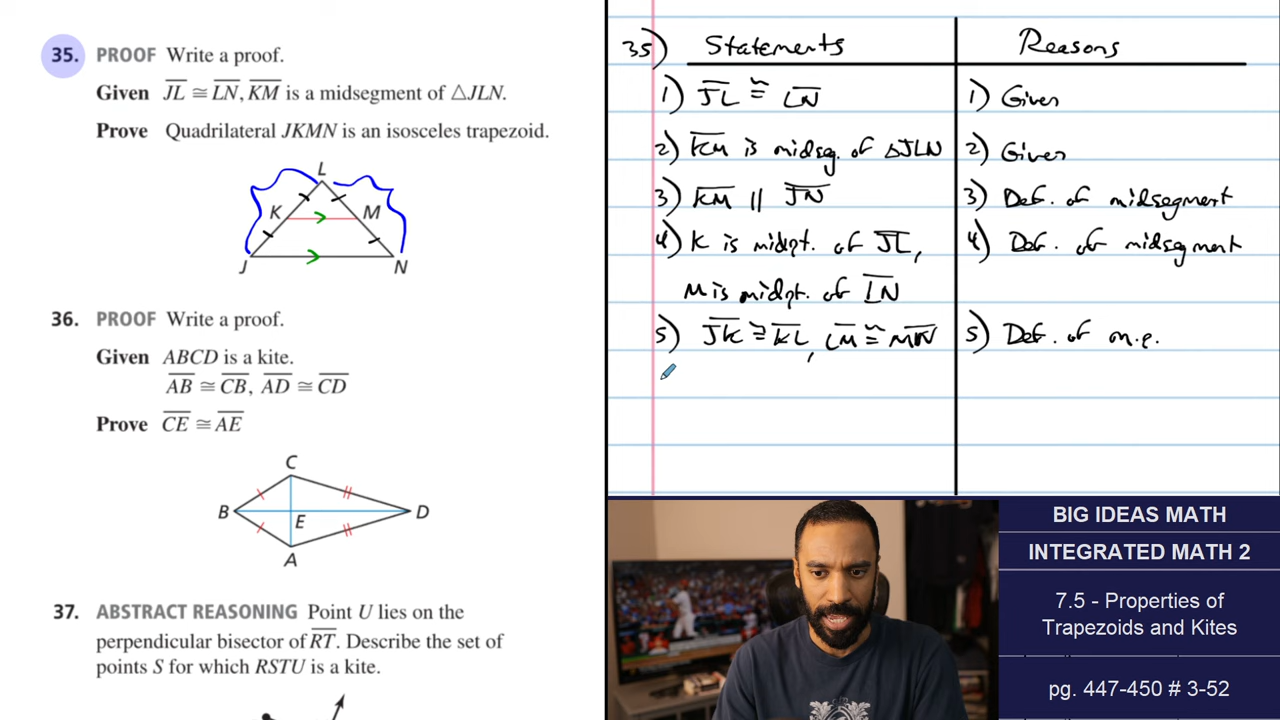 35. PROOF Write a proof.
Given JL ≅ LN, KM is a midsegment of △JLN.
Prove Quadrilateral JKMN is an isosceles trapezoid.
L
K M
J N
36. PROOF Write a proof.
Given ABCD is a kite.
AB ≅ CB, AD ≅ CD
Prove CE ≅ AE
C
B E D
A
37. ABSTRACT REASONING Point U lies on the
perpendicular bisector of RT. Describe the set of
points S for which RSTU is a kite.
35) Statements Reasons
1) JL ≅ LN 1) Given
2) KM is midseg. of △JLN 2) Given
3) KM || JN 3) Def. of midsegment
4) K is midpt. of JL, 4) Def. of midsegment
M is midpt. of LN
5) JK ≅ KL, LM ≅ MN 5) Def. of m.p.
BIG IDEAS MATH
INTEGRATED MATH 2
7.5 - Properties of
Trapezoids and Kites
pg. 447-450 # 3-52